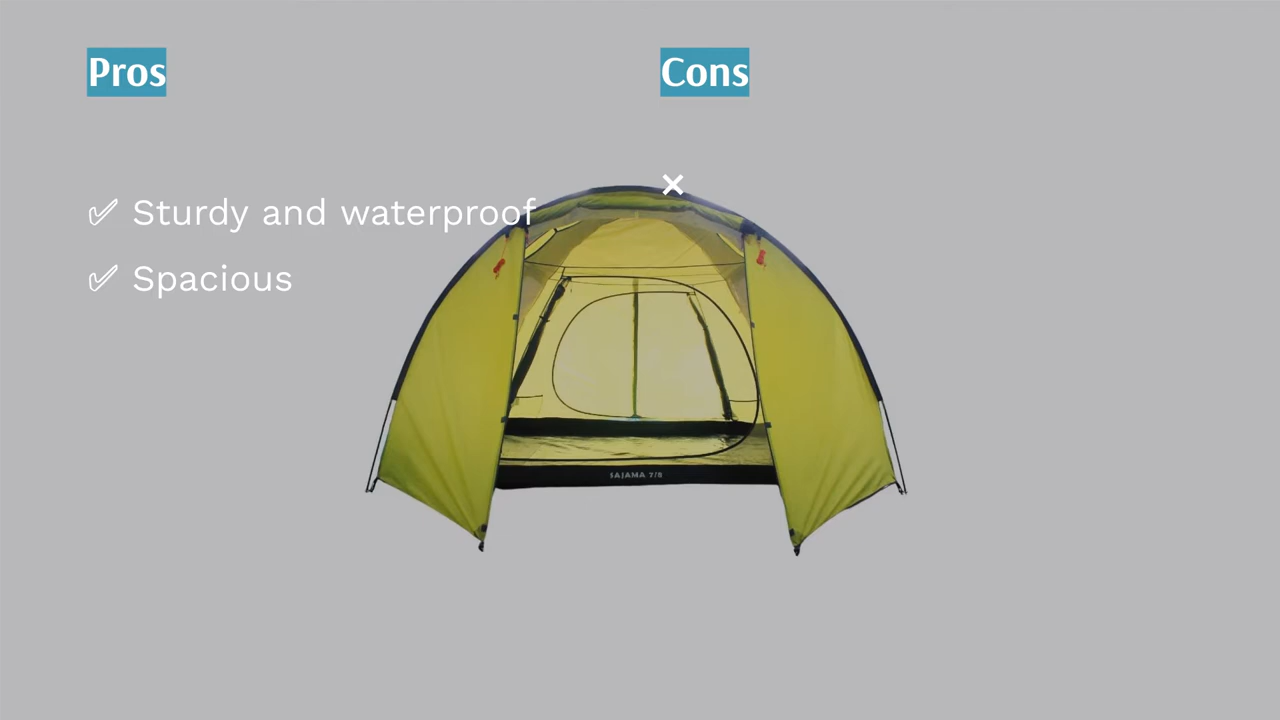 Pros
✅ Sturdy and waterproof
✅ Spacious
Cons
×
SAJAMA 7/8